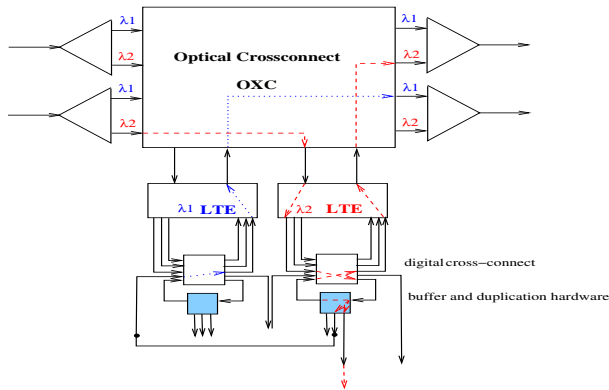 λ1
λ2
λ1
λ2
Optical Crossconnect
OXC
λ1
λ2
λ1
λ2
λ1 LTE
λ2 LTE
digital cross−connect
buffer and duplication hardware